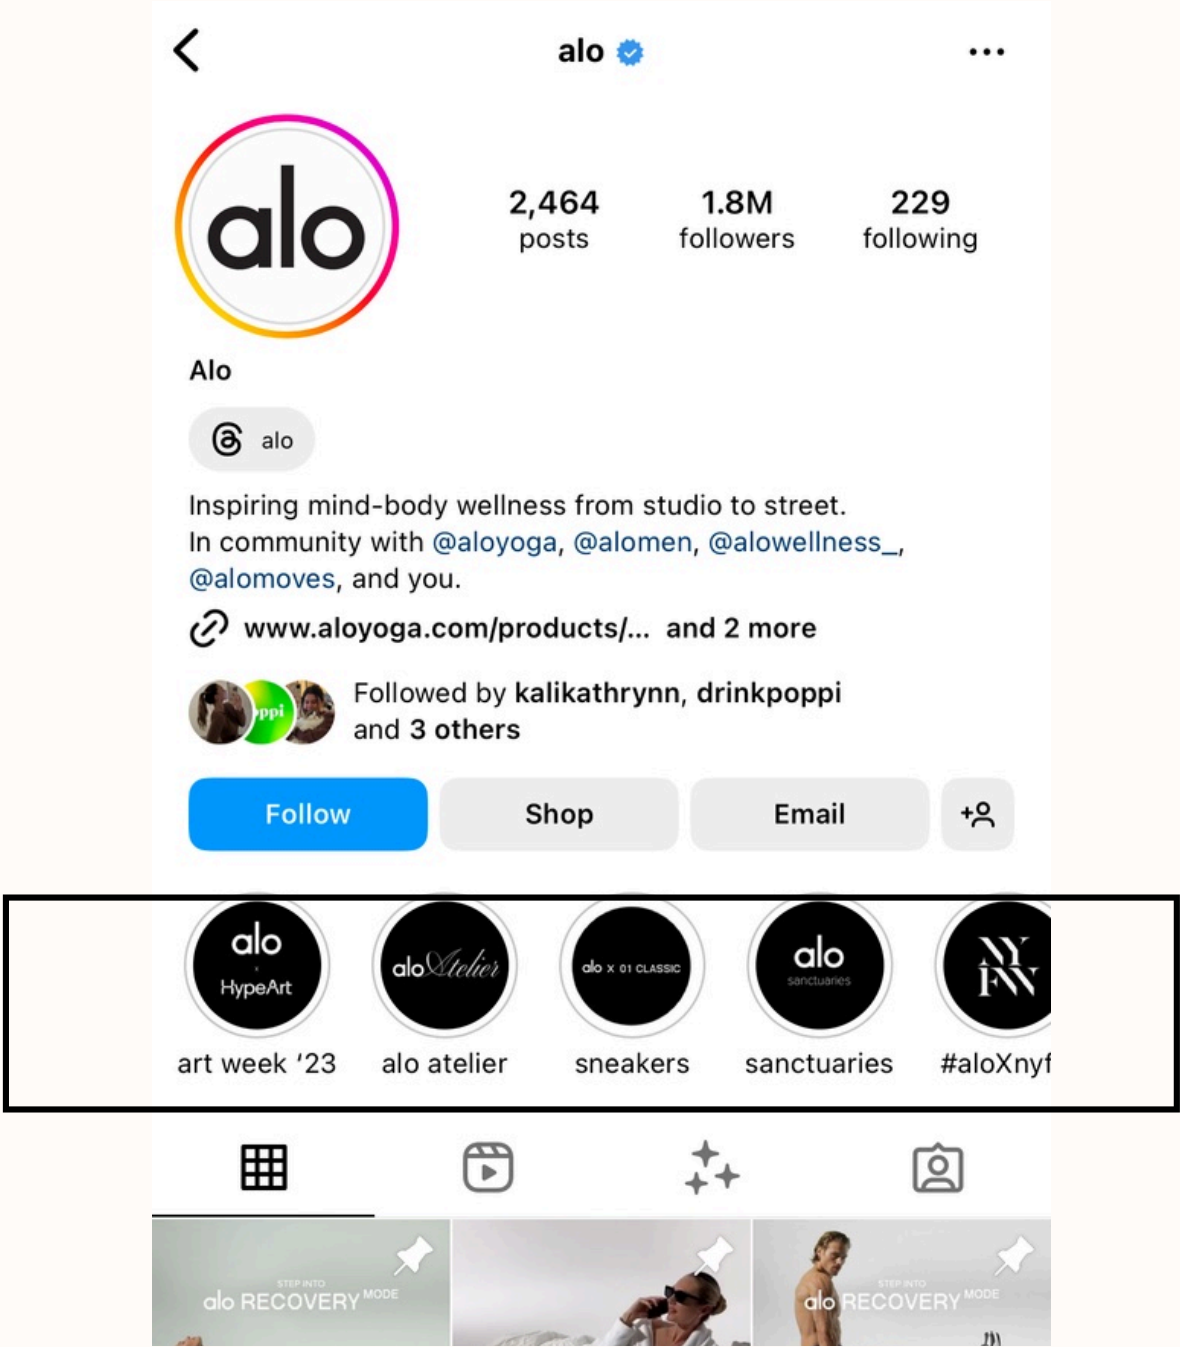 alo
alo
2,464
posts
1.8M
followers
229
following
Alo
alo
Inspiring mind-body wellness from studio to street.
In community with @aloyoga, @alomen, @alowellness_,
@alomoves, and you.
www.aloyoga.com/products/... and 2 more
ppi
Followed by kalikathrynn, drinkpoppi
and 3 others
Follow
Shop
Email
alo
x
HypeArt
art week ‘23
alo Atelier
alo atelier
alo x 01 CLASSIC
sneakers
alo
sanctuaries
sanctuaries
NY
FW
#aloXnyf
STEP INTO
alo RECOVERY MODE
STEP INTO
alo RECOVERY MODE